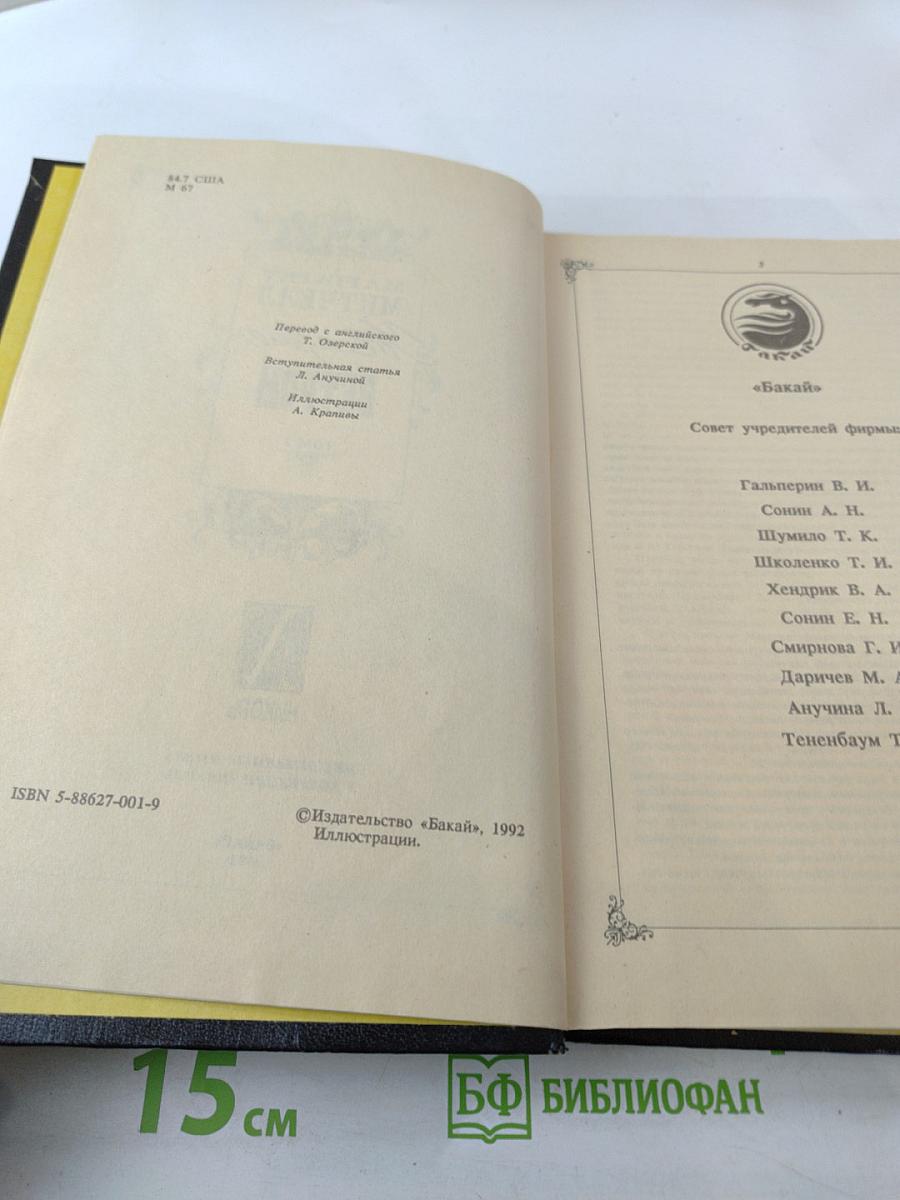 84.7 США
М 67
Перевод с английского
Т. Озерской
Вступительная статья
Л. Анучиной
Иллюстрации
А. Крапивы
ISBN 5-88627-001-9
©Издательство «Бакай», 1992
Иллюстрации.
5
Бакай
«Бакай»
Совет учредителей фирмы
Гальперин В. И.
Сонин А. Н.
Шумило Т. К.
Школенко Т. И.
Хендрик В. А.
Сонин Е. Н.
Смирнова Г. И
Даричев М. А
Анучина Л.
Тененбаум Т
15 см
БФ БИБЛИОФАН